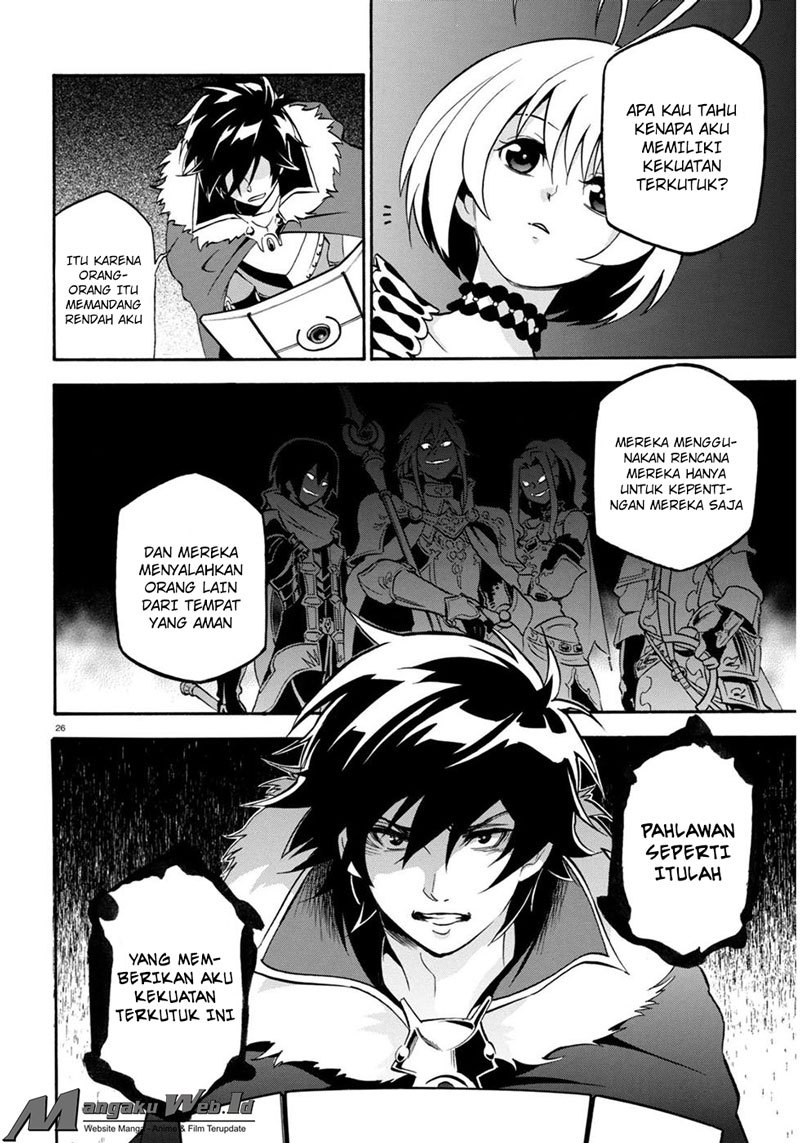 APA KAU TAHU
KENAPA AKU
MEMILIKI
KEKUATAN
TERKUTUK?
ITU KARENA
ORANG-
ORANG ITU
MEMANDANG
RENDAH AKU
MEREKA MENGGU-
NAKAN RENCANA
MEREKA HANYA
UNTUK KEPENTI-
INGAN MEREKA SAJA
DAN MEREKA
MENYALAHKAN
ORANG LAIN
DARI TEMPAT
YANG AMAN
26
PAHLAWAN
SEPERTI
ITULAH
YANG MEM-
BERIKAN AKU
KEKUATAN
TERKUTUK INI
Mangaku Web.Id
Website Manga - Anime & Film Terupdate